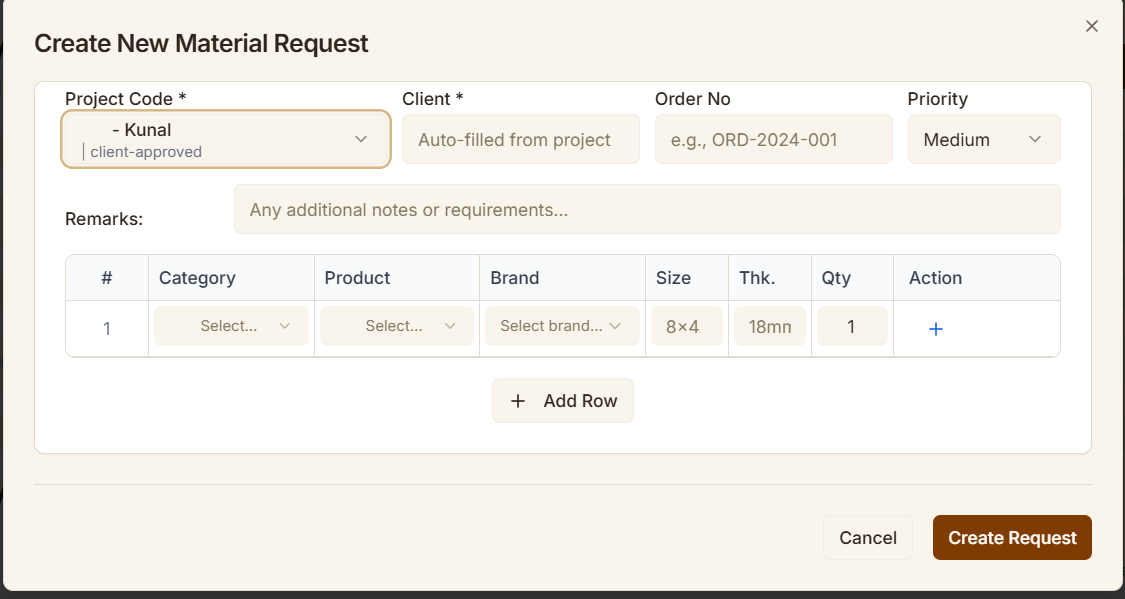 Create New Material Request
Project Code * Client * Order No Priority
- Kunal
| client-approved
Auto-filled from project e.g., ORD-2024-001 Medium
Remarks: Any additional notes or requirements...
# Category Product Brand Size Thk. Qty Action
1 Select... Select... Select brand... 8×4 18mm 1 +
+ Add Row
Cancel Create Request